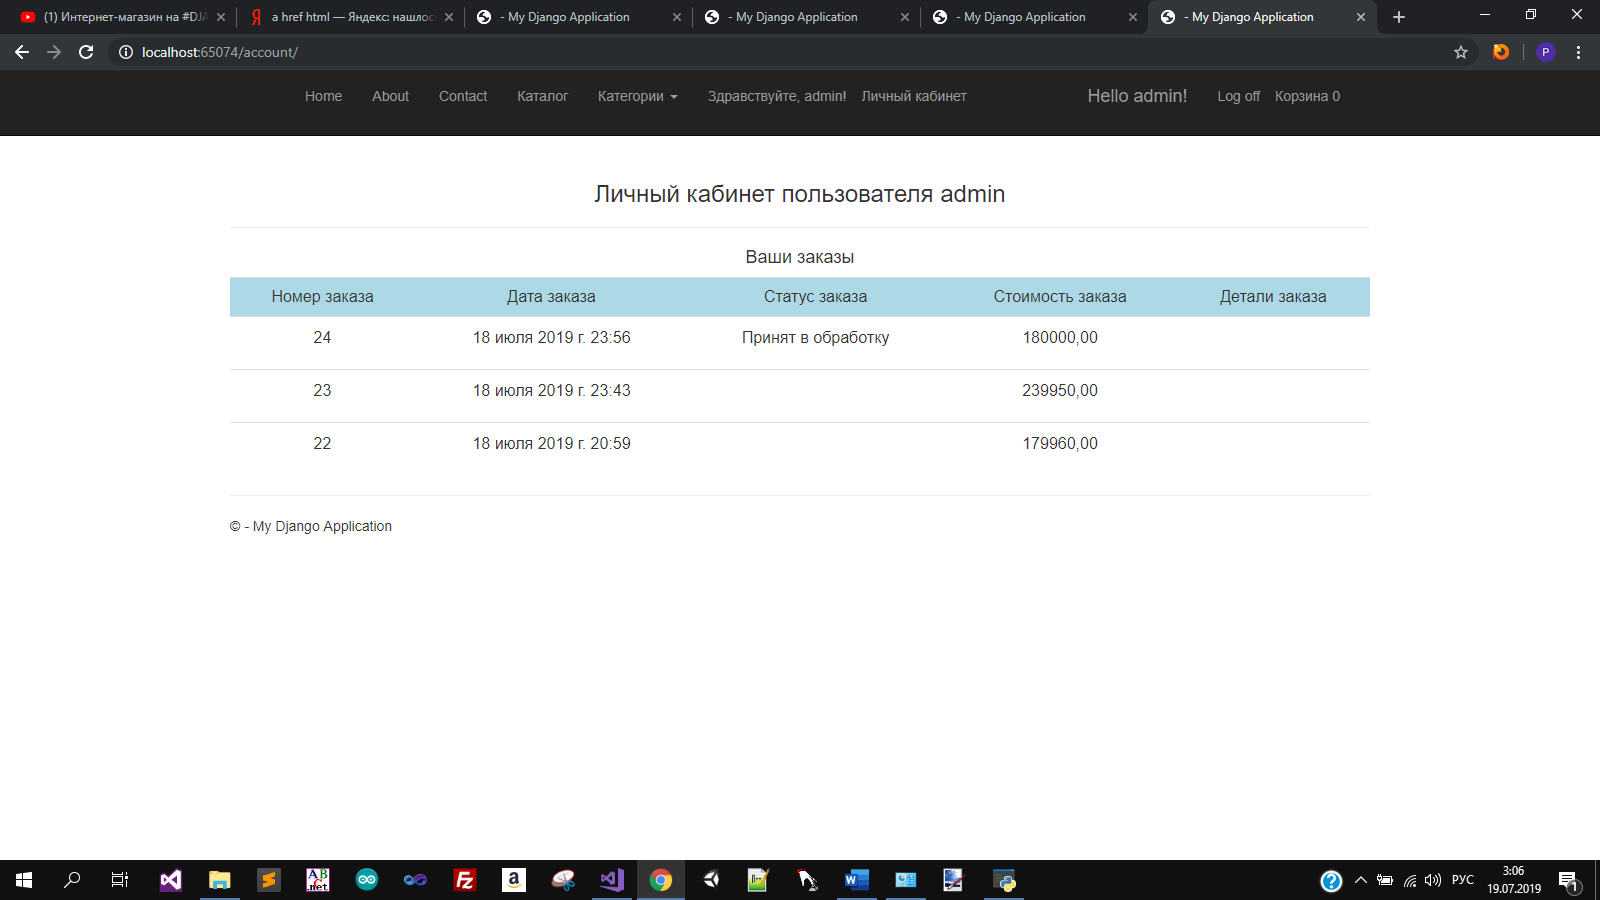 (1) Интернет-магазин на #DJA
a href html — Яндекс: нашлос
- My Django Application
- My Django Application
- My Django Application
- My Django Application
localhost:65074/account/
P
Home About Contact Каталог Категории Здравствуйте, admin! Личный кабинет Hello admin! Log off Корзина 0
Личный кабинет пользователя admin
Ваши заказы
Номер заказа Дата заказа Статус заказа Стоимость заказа Детали заказа
24 18 июля 2019 г. 23:56 Принят в обработку 180000,00
23 18 июля 2019 г. 23:43 239950,00
22 18 июля 2019 г. 20:59 179960,00
© - My Django Application
РУС
3:06
19.07.2019
1